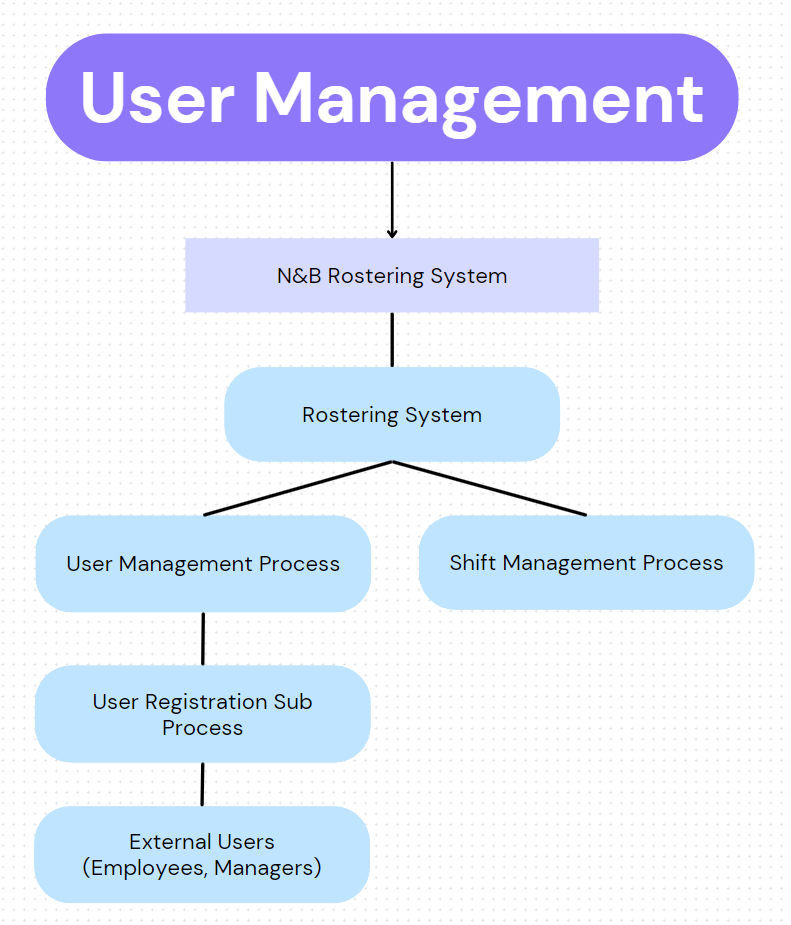 User Management
N&B Rostering System
Rostering System
User Management Process
Shift Management Process
User Registration Sub
Process
External Users
(Employees, Managers)